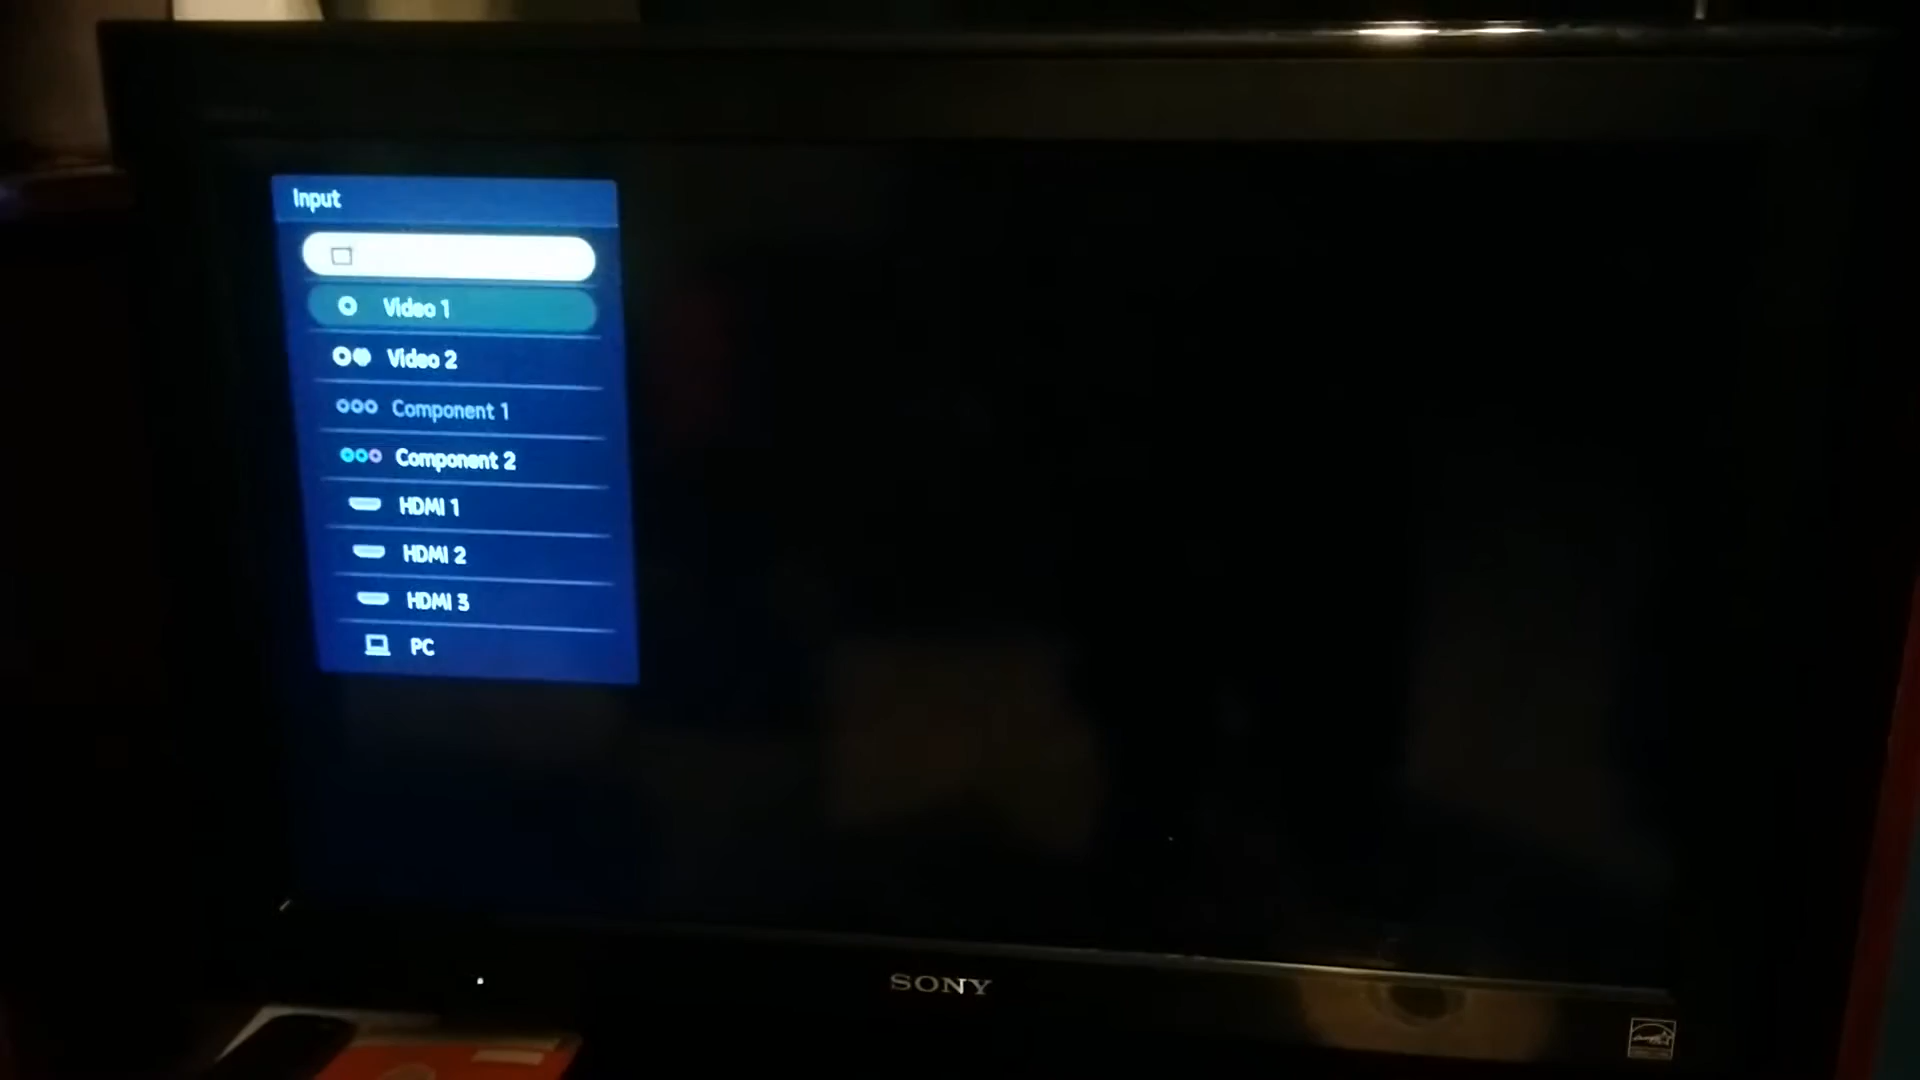 Input
Video 1
Video 2
Component 1
Component 2
HDMI 1
HDMI 2
HDMI 3
PC
SONY